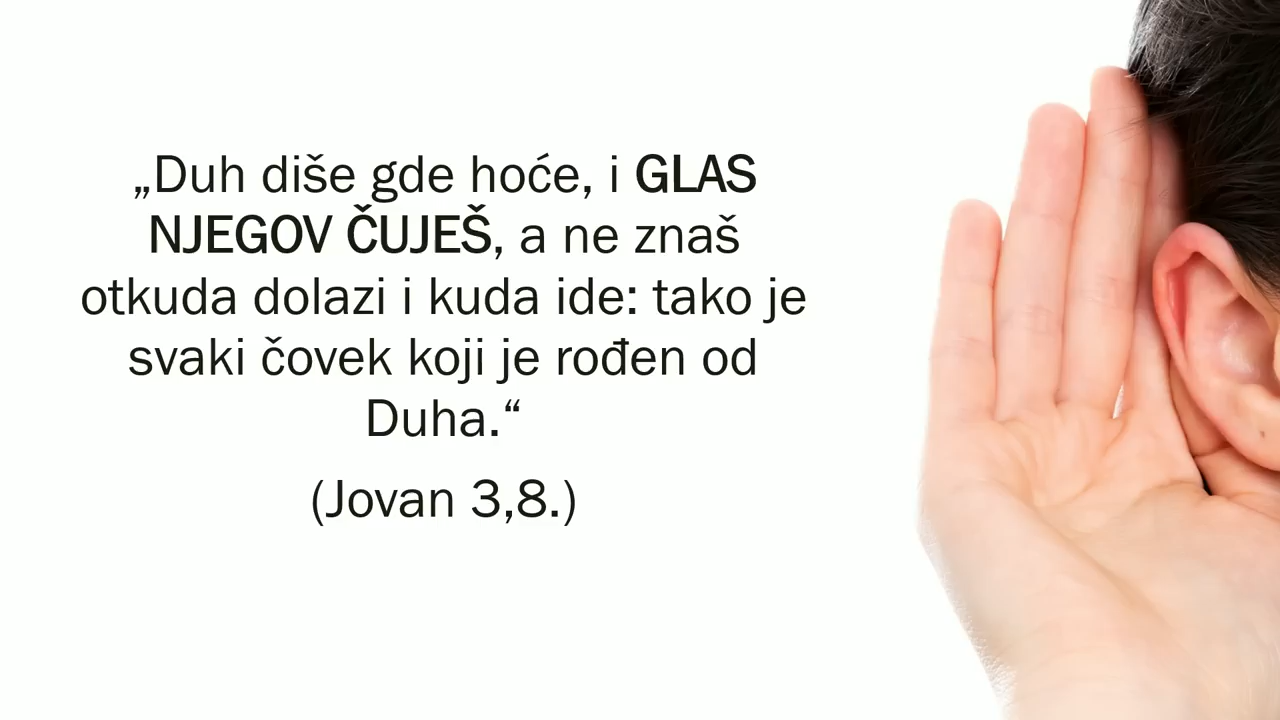 „Duh diše gde hoće, i GLAS
NJEGOV ČUJEŠ, a ne znaš
otkuda dolazi i kuda ide: tako je
svaki čovek koji je rođen od
Duha.“
(Jovan 3,8.)